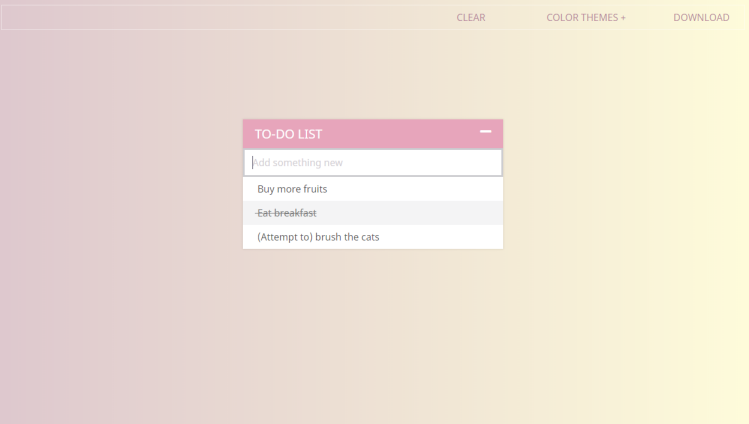 CLEAR COLOR THEMES + DOWNLOAD
TO-DO LIST
Add something new
Buy more fruits
Eat breakfast
(Attempt to) brush the cats